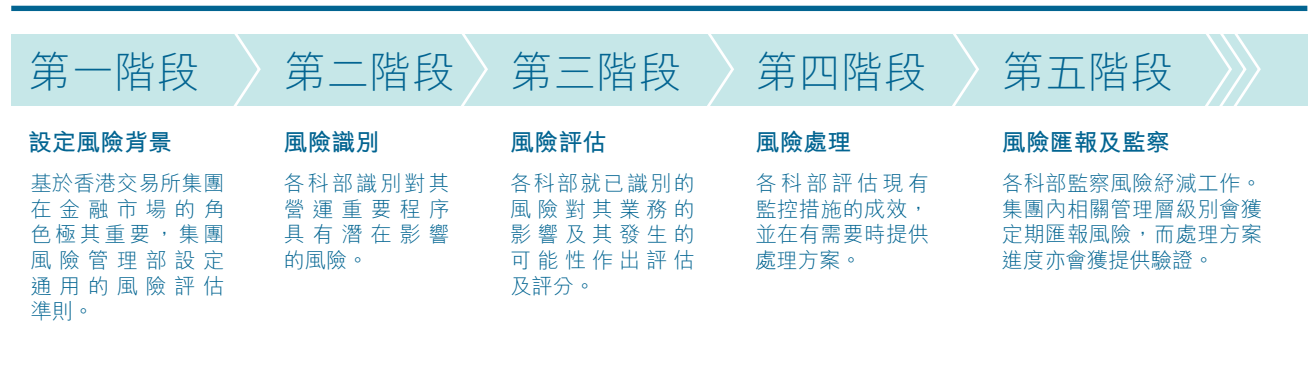 第一階段
第二階段
第三階段
第四階段
第五階段
設定風險背景
基於香港交易所集團
在金融市場的角
色極其重要，集團
風險管理部設定
通用的風險評估
準則。
風險識別
各科部識別對其
營運重要程序
具有潛在影響
的風險。
風險評估
各科部就已識別的
風險對其業務的
影響及其發生的
可能性作出評估
及評分。
風險處理
各科部評估現有
監控措施的成效，
並在有需要時提供
處理方案。
風險匯報及監察
各科部監察風險紓減工作。
集團內相關管理層級別會獲
定期匯報風險，而處理方案
進度亦會獲提供驗證。